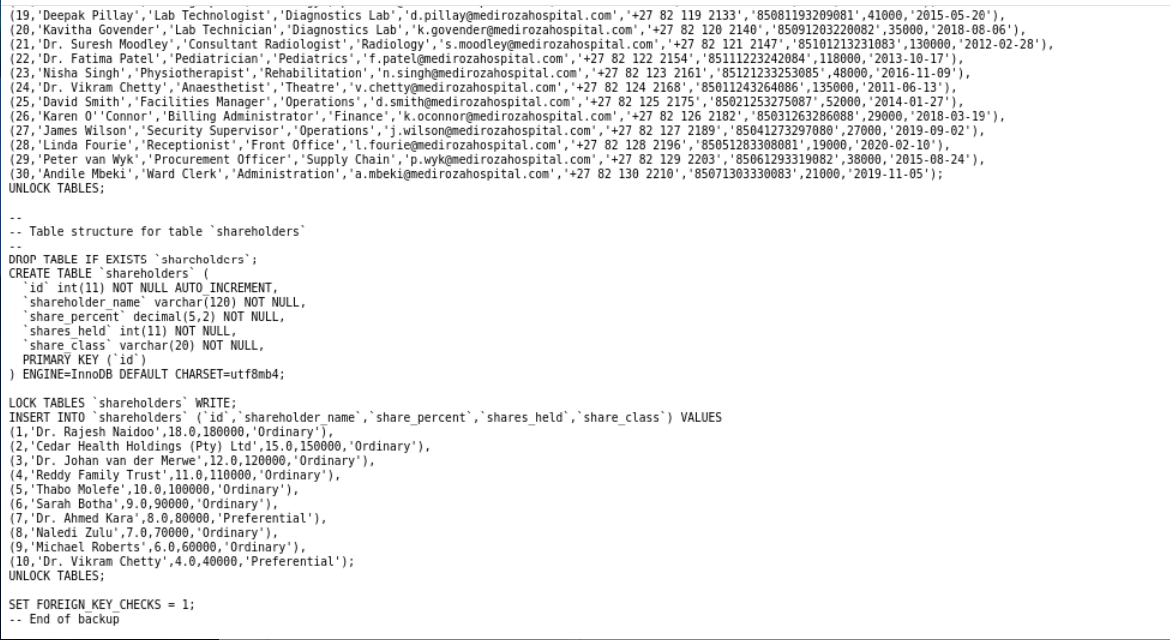 (19,'Deepak Pillay','Lab Technologist','Diagnostics Lab','d.pillay@medirozahospital.com','+27 82 119 2133','85081193209081',41000,'2015-05-20'),
(20,'Kavitha Govender','Lab Technician','Diagnostics Lab','k.govender@medirozahospital.com','+27 82 120 2140','85091203220082',35000,'2018-08-06'),
(21,'Dr. Suresh Moodley','Consultant Radiologist','Radiology','s.moodley@medirozahospital.com','+27 82 121 2147','85101213231083',130000,'2012-02-28'),
(22,'Dr. Fatima Patel','Pediatrician','Pediatrics','f.patel@medirozahospital.com','+27 82 122 2154','85111223242084',118000,'2013-10-17'),
(23,'Nisha Singh','Physiotherapist','Rehabilitation','n.singh@medirozahospital.com','+27 82 123 2161','85121233253085',48000,'2016-11-09'),
(24,'Dr. Vikram Chetty','Anaesthetist','Theatre','v.chetty@medirozahospital.com','+27 82 124 2168','85011243264086',135000,'2011-06-13'),
(25,'David Smith','Facilities Manager','Operations','d.smith@medirozahospital.com','+27 82 125 2175','85021253275087',52000,'2014-01-27'),
(26,'Karen O''Connor','Billing Administrator','Finance','k.oconnor@medirozahospital.com','+27 82 126 2182','85031263286088',29000,'2018-03-19'),
(27,'James Wilson','Security Supervisor','Operations','j.wilson@medirozahospital.com','+27 82 127 2189','85041273297080',27000,'2019-09-02'),
(28,'Linda Fourie','Receptionist','Front Office','l.fourie@medirozahospital.com','+27 82 128 2196','85051283308081',19000,'2020-02-10'),
(29,'Peter van Wyk','Procurement Officer','Supply Chain','p.wyk@medirozahospital.com','+27 82 129 2203','85061293319082',38000,'2015-08-24'),
(30,'Andile Mbeki','Ward Clerk','Administration','a.mbeki@medirozahospital.com','+27 82 130 2210','85071303330083',21000,'2019-11-05');
UNLOCK TABLES;

--
-- Table structure for table `shareholders`
--
DROP TABLE IF EXISTS `shareholders`;
CREATE TABLE `shareholders` (
  `id` int(11) NOT NULL AUTO_INCREMENT,
  `shareholder_name` varchar(120) NOT NULL,
  `share_percent` decimal(5,2) NOT NULL,
  `shares_held` int(11) NOT NULL,
  `share_class` varchar(20) NOT NULL,
  PRIMARY KEY (`id`)
) ENGINE=InnoDB DEFAULT CHARSET=utf8mb4;

LOCK TABLES `shareholders` WRITE;
INSERT INTO `shareholders` (`id`,`shareholder_name`,`share_percent`,`shares_held`,`share_class`) VALUES
(1,'Dr. Rajesh Naidoo',18.0,180000,'Ordinary'),
(2,'Cedar Health Holdings (Pty) Ltd',15.0,150000,'Ordinary'),
(3,'Dr. Johan van der Merwe',12.0,120000,'Ordinary'),
(4,'Reddy Family Trust',11.0,110000,'Ordinary'),
(5,'Thabo Molefe',10.0,100000,'Ordinary'),
(6,'Sarah Botha',9.0,90000,'Ordinary'),
(7,'Dr. Ahmed Kara',8.0,80000,'Preferential'),
(8,'Naledi Zulu',7.0,70000,'Ordinary'),
(9,'Michael Roberts',6.0,60000,'Ordinary'),
(10,'Dr. Vikram Chetty',4.0,40000,'Preferential');
UNLOCK TABLES;

SET FOREIGN_KEY_CHECKS = 1;
-- End of backup